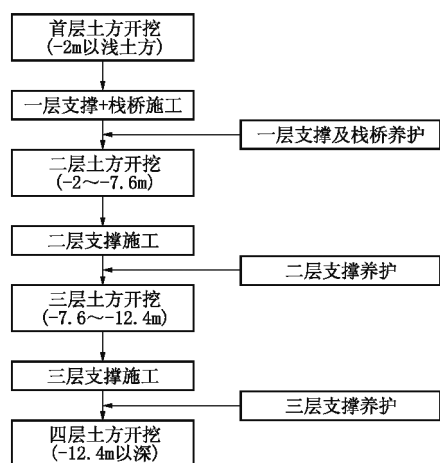 首层土方开挖
(-2m以浅土方)
一层支撑+栈桥施工
一层支撑及栈桥养护
二层土方开挖
(-2～-7.6m)
二层支撑施工
二层支撑养护
三层土方开挖
(-7.6～-12.4m)
三层支撑施工
三层支撑养护
四层土方开挖
(-12.4m以深)